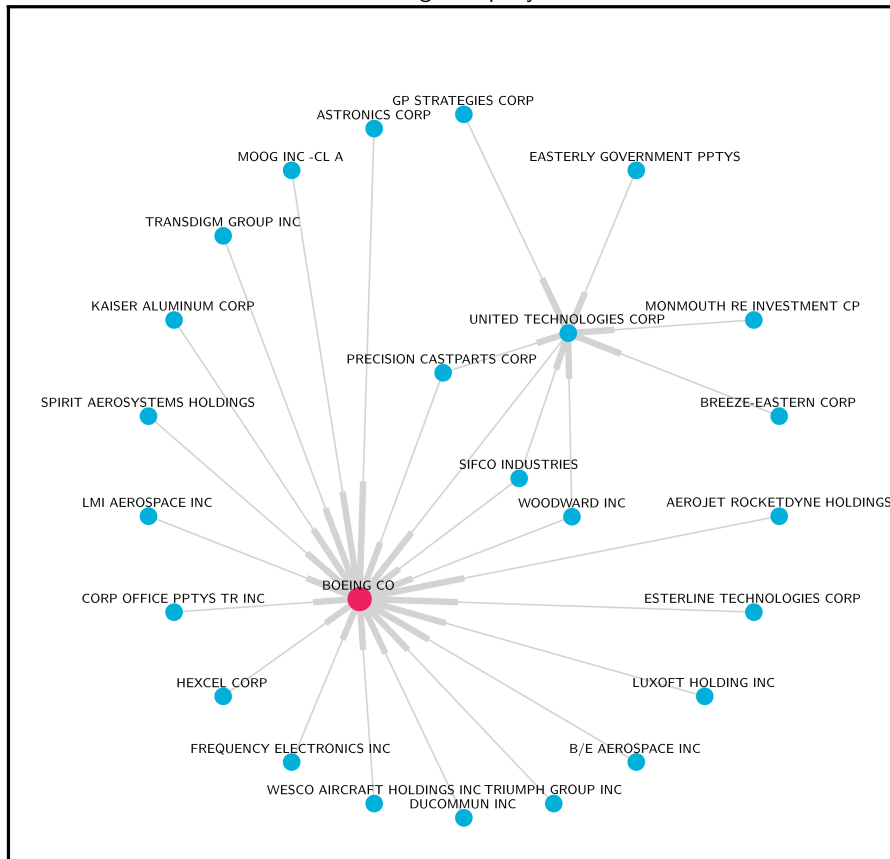 GP STRATEGIES CORP
ASTRONICS CORP
MOOG INC -CL A
EASTERLY GOVERNMENT PPTYS
TRANSDIGM GROUP INC
KAISER ALUMINUM CORP
MONMOUTH RE INVESTMENT CP
UNITED TECHNOLOGIES CORP
PRECISION CASTPARTS CORP
SPIRIT AEROSYSTEMS HOLDINGS
BREEZE-EASTERN CORP
SIFCO INDUSTRIES
LMI AEROSPACE INC
WOODWARD INC
AEROJET ROCKETDYNE HOLDINGS
BOEING CO
CORP OFFICE PPTYS TR INC
ESTERLINE TECHNOLOGIES CORP
HEXCEL CORP
LUXOFT HOLDING INC
FREQUENCY ELECTRONICS INC
B/E AEROSPACE INC
WESCO AIRCRAFT HOLDINGS INC
TRIUMPH GROUP INC
DUCOMMUN INC